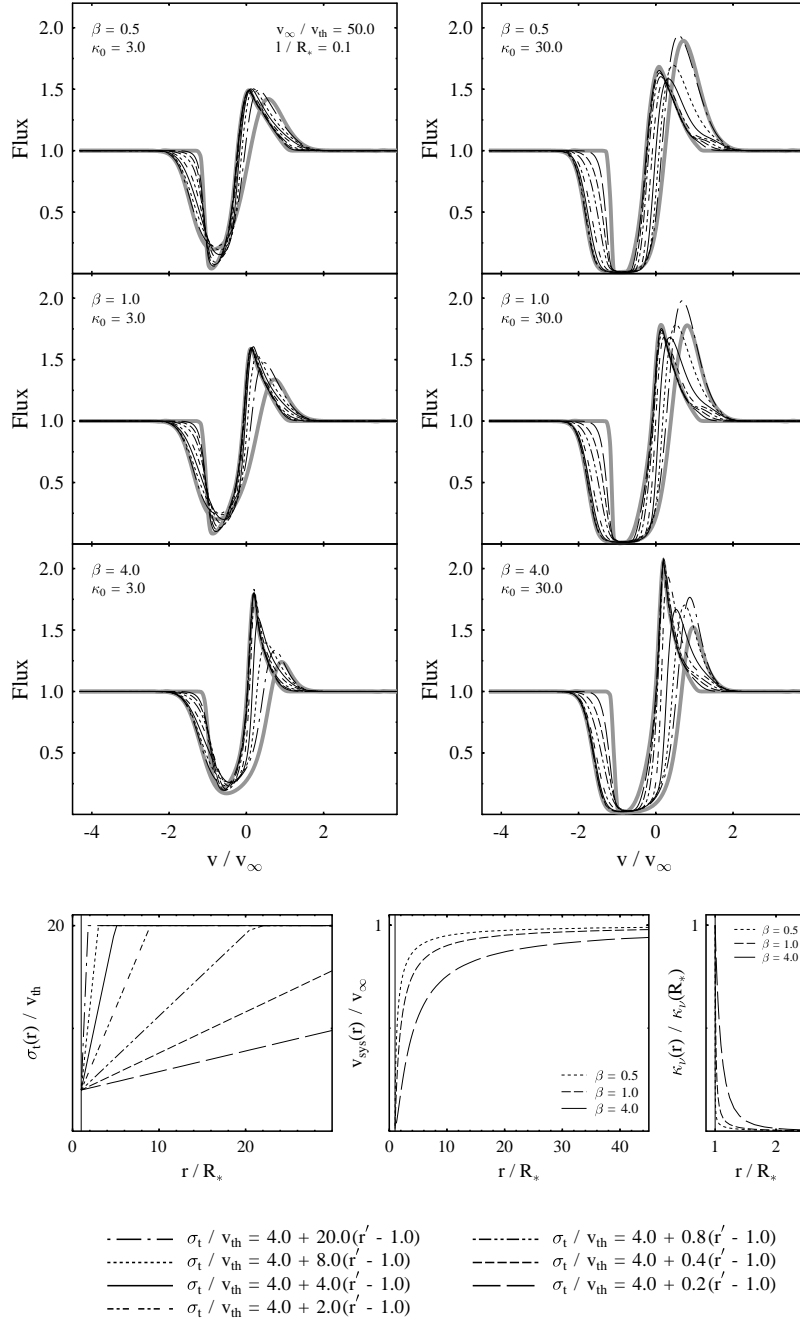 β = 0.5
κ₀ = 3.0
v∞ / vth = 50.0
l / R* = 0.1
Flux
2.0
1.5
1.0
0.5
β = 0.5
κ₀ = 30.0
Flux
2.0
1.5
1.0
0.5
β = 1.0
κ₀ = 3.0
Flux
2.0
1.5
1.0
0.5
β = 1.0
κ₀ = 30.0
Flux
2.0
1.5
1.0
0.5
β = 4.0
κ₀ = 3.0
Flux
2.0
1.5
1.0
0.5
-4 -2 0 2
v / v∞
β = 4.0
κ₀ = 30.0
Flux
2.0
1.5
1.0
0.5
-4 -2 0 2
v / v∞
σt(r) / vth
20
0 10 20
r / R*
vsys(r) / v∞
1
β = 0.5
β = 1.0
β = 4.0
0 10 20 30 40
r / R*
κν(r) / κν(R*)
1
β = 0.5
β = 1.0
β = 4.0
1 2
r / R*
σt / vth = 4.0 + 20.0(r′ - 1.0)
σt / vth = 4.0 + 8.0(r′ - 1.0)
σt / vth = 4.0 + 4.0(r′ - 1.0)
σt / vth = 4.0 + 2.0(r′ - 1.0)
σt / vth = 4.0 + 0.8(r′ - 1.0)
σt / vth = 4.0 + 0.4(r′ - 1.0)
σt / vth = 4.0 + 0.2(r′ - 1.0)